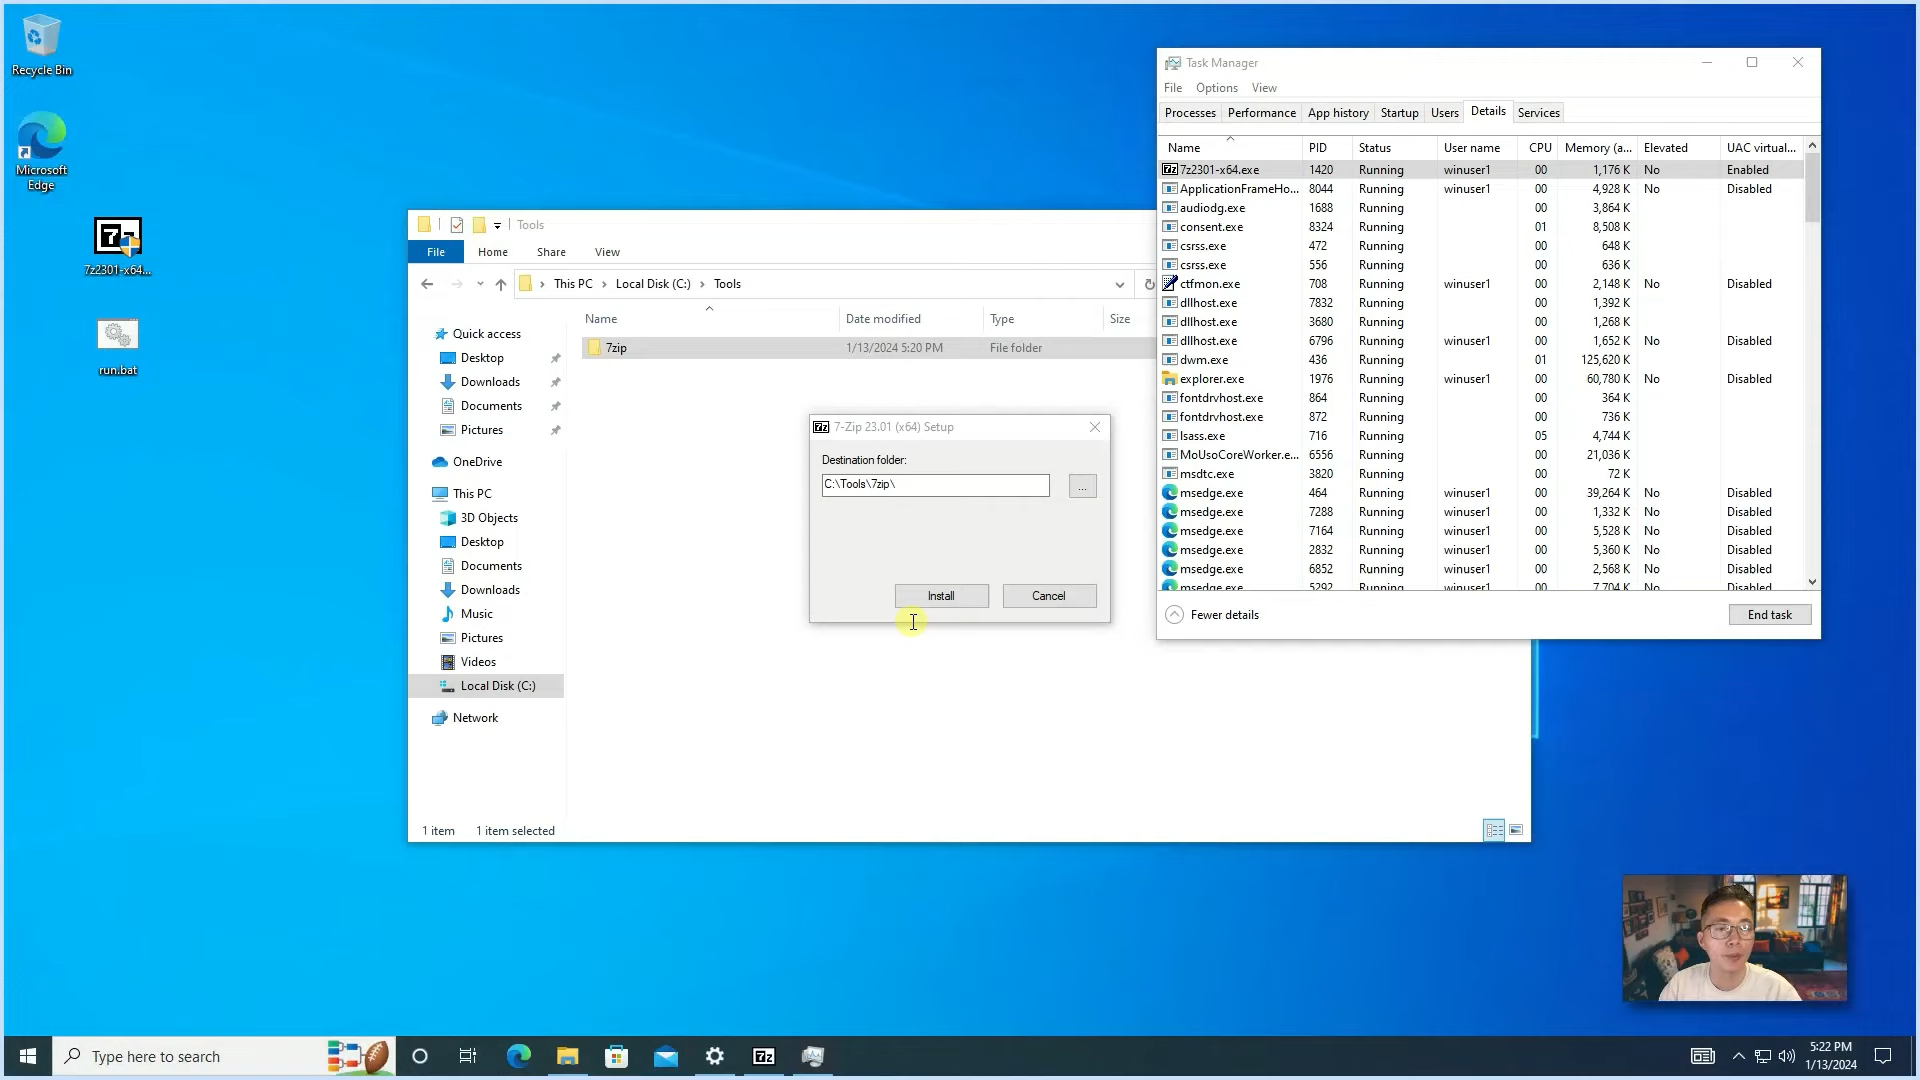 Recycle Bin
Microsoft
Edge
7z2301-x64...
run.bat
Tools
File Home Share View
This PC Local Disk (C:) Tools
Name Date modified Type Size
7zip 1/13/2024 5:20 PM File folder
Quick access
Desktop
Downloads
Documents
Pictures
OneDrive
This PC
3D Objects
Desktop
Documents
Downloads
Music
Pictures
Videos
Local Disk (C:)
Network
1 item 1 item selected
7-Zip 23.01 (x64) Setup
Destination folder:
C:\Tools\7zip\
...
Install Cancel
Task Manager
File Options View
Processes Performance App history Startup Users Details Services
Name PID Status User name CPU Memory (a... Elevated UAC virtual...
7z2301-x64.exe 1420 Running winuser1 00 1,176 K No Enabled
ApplicationFrameHo... 8044 Running winuser1 00 4,928 K No Disabled
audiodg.exe 1688 Running 00 3,864 K
consent.exe 8324 Running 01 8,508 K
csrss.exe 472 Running 00 648 K
csrss.exe 556 Running 00 636 K
ctfmon.exe 708 Running winuser1 00 2,148 K No Disabled
dllhost.exe 7832 Running 00 1,392 K
dllhost.exe 3680 Running 00 1,268 K
dllhost.exe 6796 Running winuser1 00 1,652 K No Disabled
dwm.exe 436 Running 01 125,620 K
explorer.exe 1976 Running winuser1 00 60,780 K No Disabled
fontdrvhost.exe 864 Running 00 364 K
fontdrvhost.exe 872 Running 00 736 K
lsass.exe 716 Running 05 4,744 K
MoUsoCoreWorker.e... 6556 Running 00 21,036 K
msdtc.exe 3820 Running 00 72 K
msedge.exe 464 Running winuser1 00 39,264 K No Disabled
msedge.exe 7288 Running winuser1 00 1,332 K No Disabled
msedge.exe 7164 Running winuser1 00 5,528 K No Disabled
msedge.exe 2832 Running winuser1 00 5,360 K No Disabled
msedge.exe 6852 Running winuser1 00 2,568 K No Disabled
msedge.exe 5292 Running winuser1 00 7,704 K No Disabled
Fewer details End task
Type here to search
5:22 PM
1/13/2024